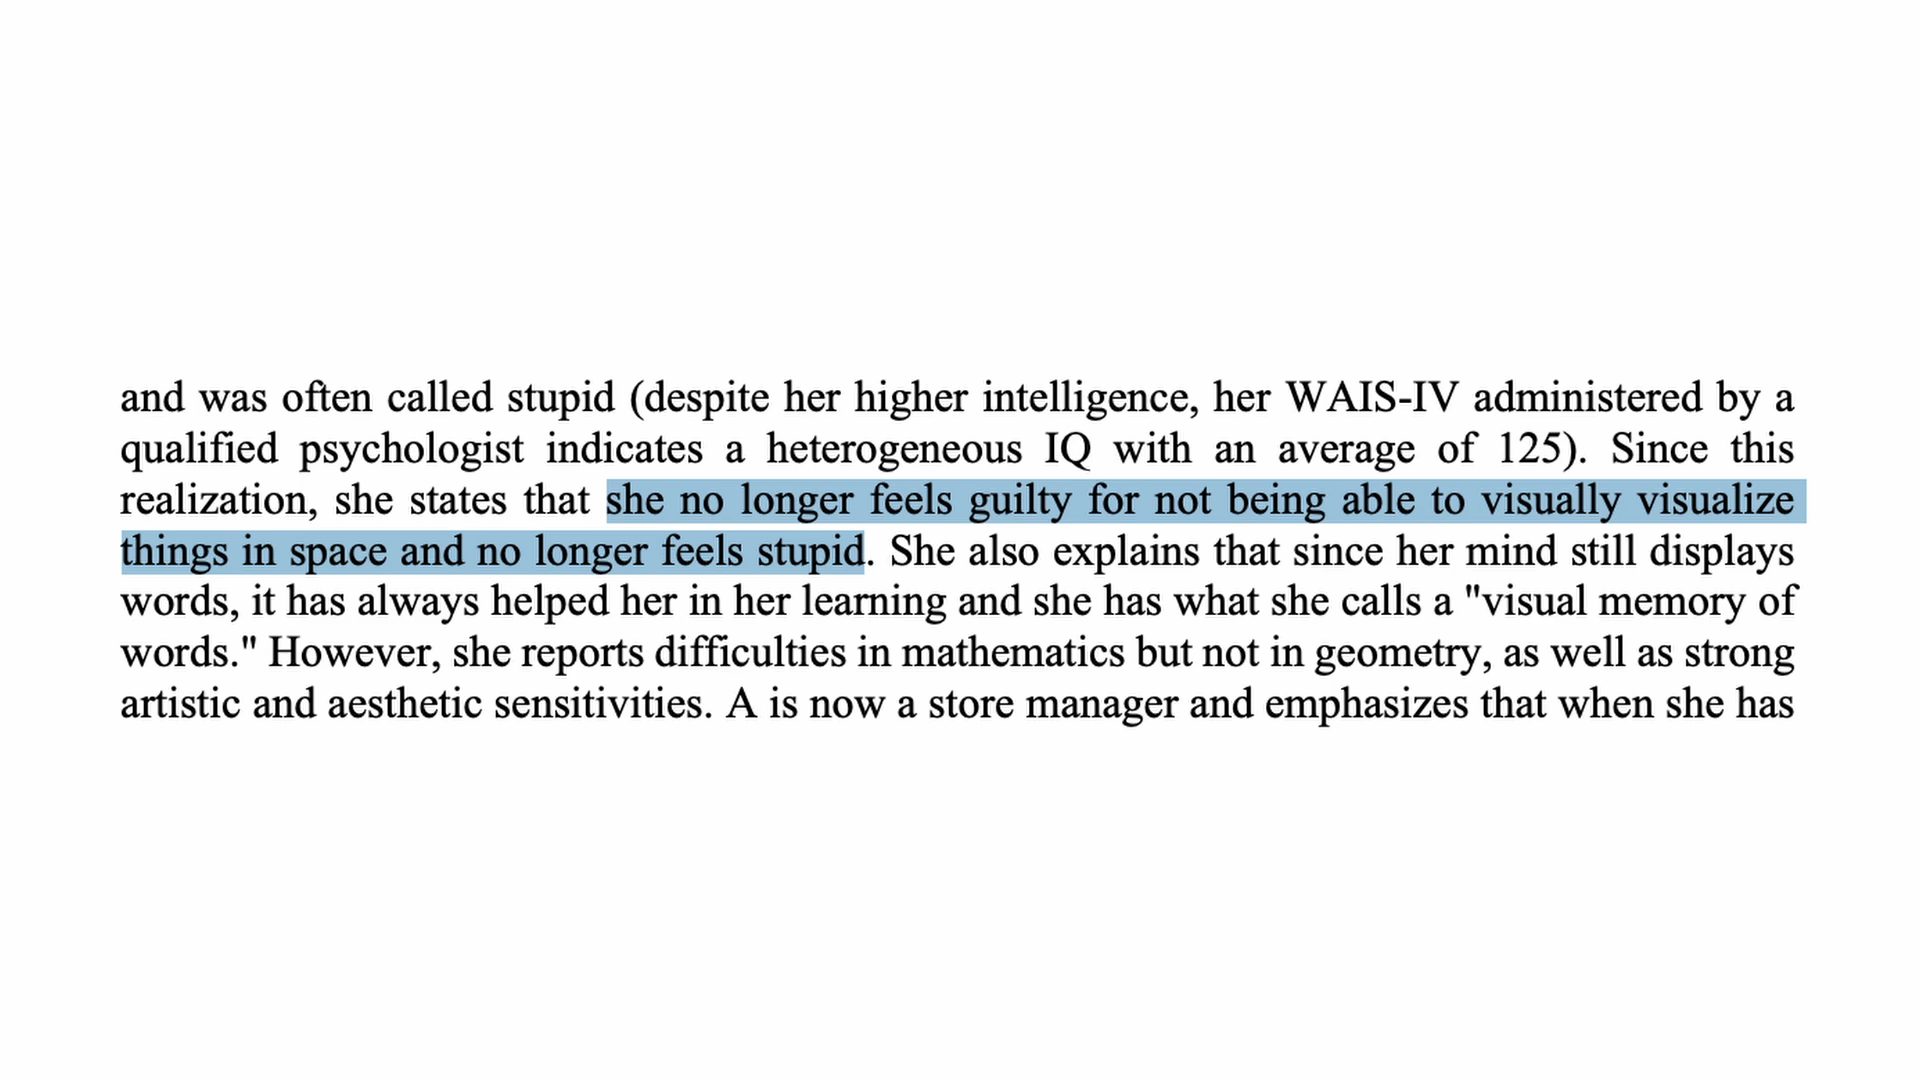 and was often called stupid (despite her higher intelligence, her WAIS-IV administered by a
qualified psychologist indicates a heterogeneous IQ with an average of 125). Since this
realization, she states that she no longer feels guilty for not being able to visually visualize
things in space and no longer feels stupid. She also explains that since her mind still displays
words, it has always helped her in her learning and she has what she calls a "visual memory of
words." However, she reports difficulties in mathematics but not in geometry, as well as strong
artistic and aesthetic sensitivities. A is now a store manager and emphasizes that when she has